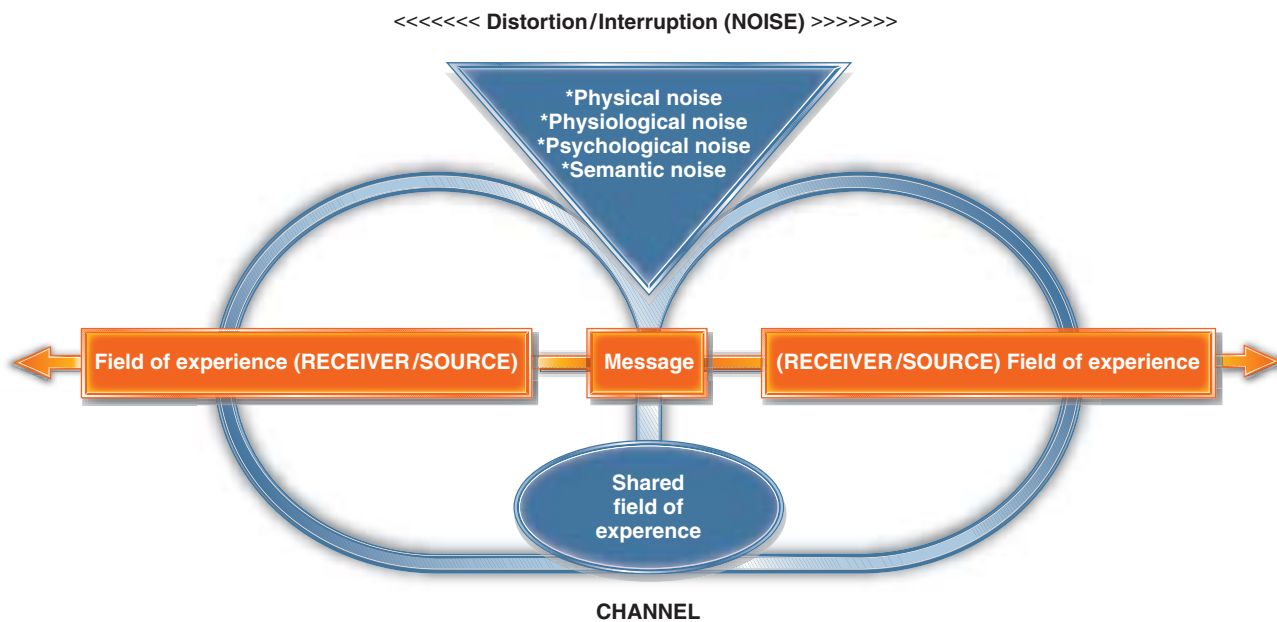 <<<<<<< Distortion/Interruption (NOISE) >>>>>>>
*Physical noise
*Physiological noise
*Psychological noise
*Semantic noise
Field of experience (RECEIVER/SOURCE)
Message
(RECEIVER/SOURCE) Field of experience
Shared
field of
experence
CHANNEL